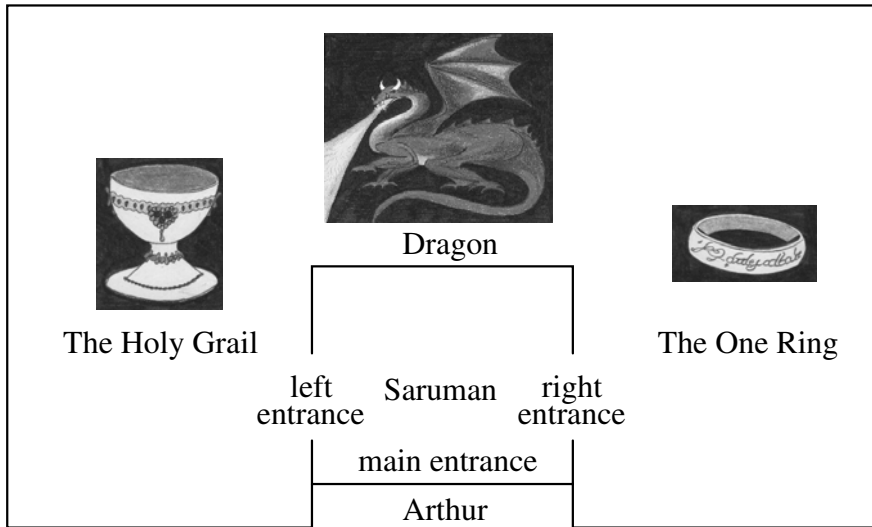 Dragon
The Holy Grail
The One Ring
left
entrance
Saruman
right
entrance
main entrance
Arthur